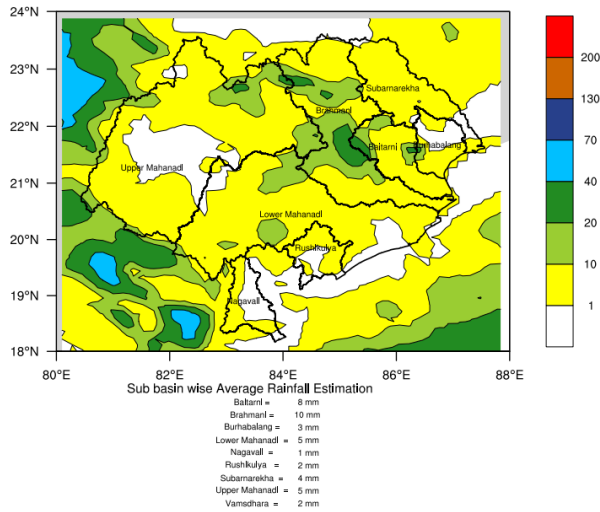 24°N
23°N
22°N
21°N
20°N
19°N
18°N
80°E 82°E 84°E 86°E 88°E
200
130
70
40
20
10
1
Subarnarekha
BrahmanI
BaItarnI
Burhabalang
Upper MahanadI
Lower MahanadI
RushIkulya
NagavalI
Sub basin wise Average Rainfall Estimation
BaItarnI = 8 mm
BrahmanI = 10 mm
Burhabalang = 3 mm
Lower MahanadI = 5 mm
NagavalI = 1 mm
RushIkulya = 2 mm
Subarnarekha = 4 mm
Upper MahanadI = 5 mm
Vamsdhara = 2 mm